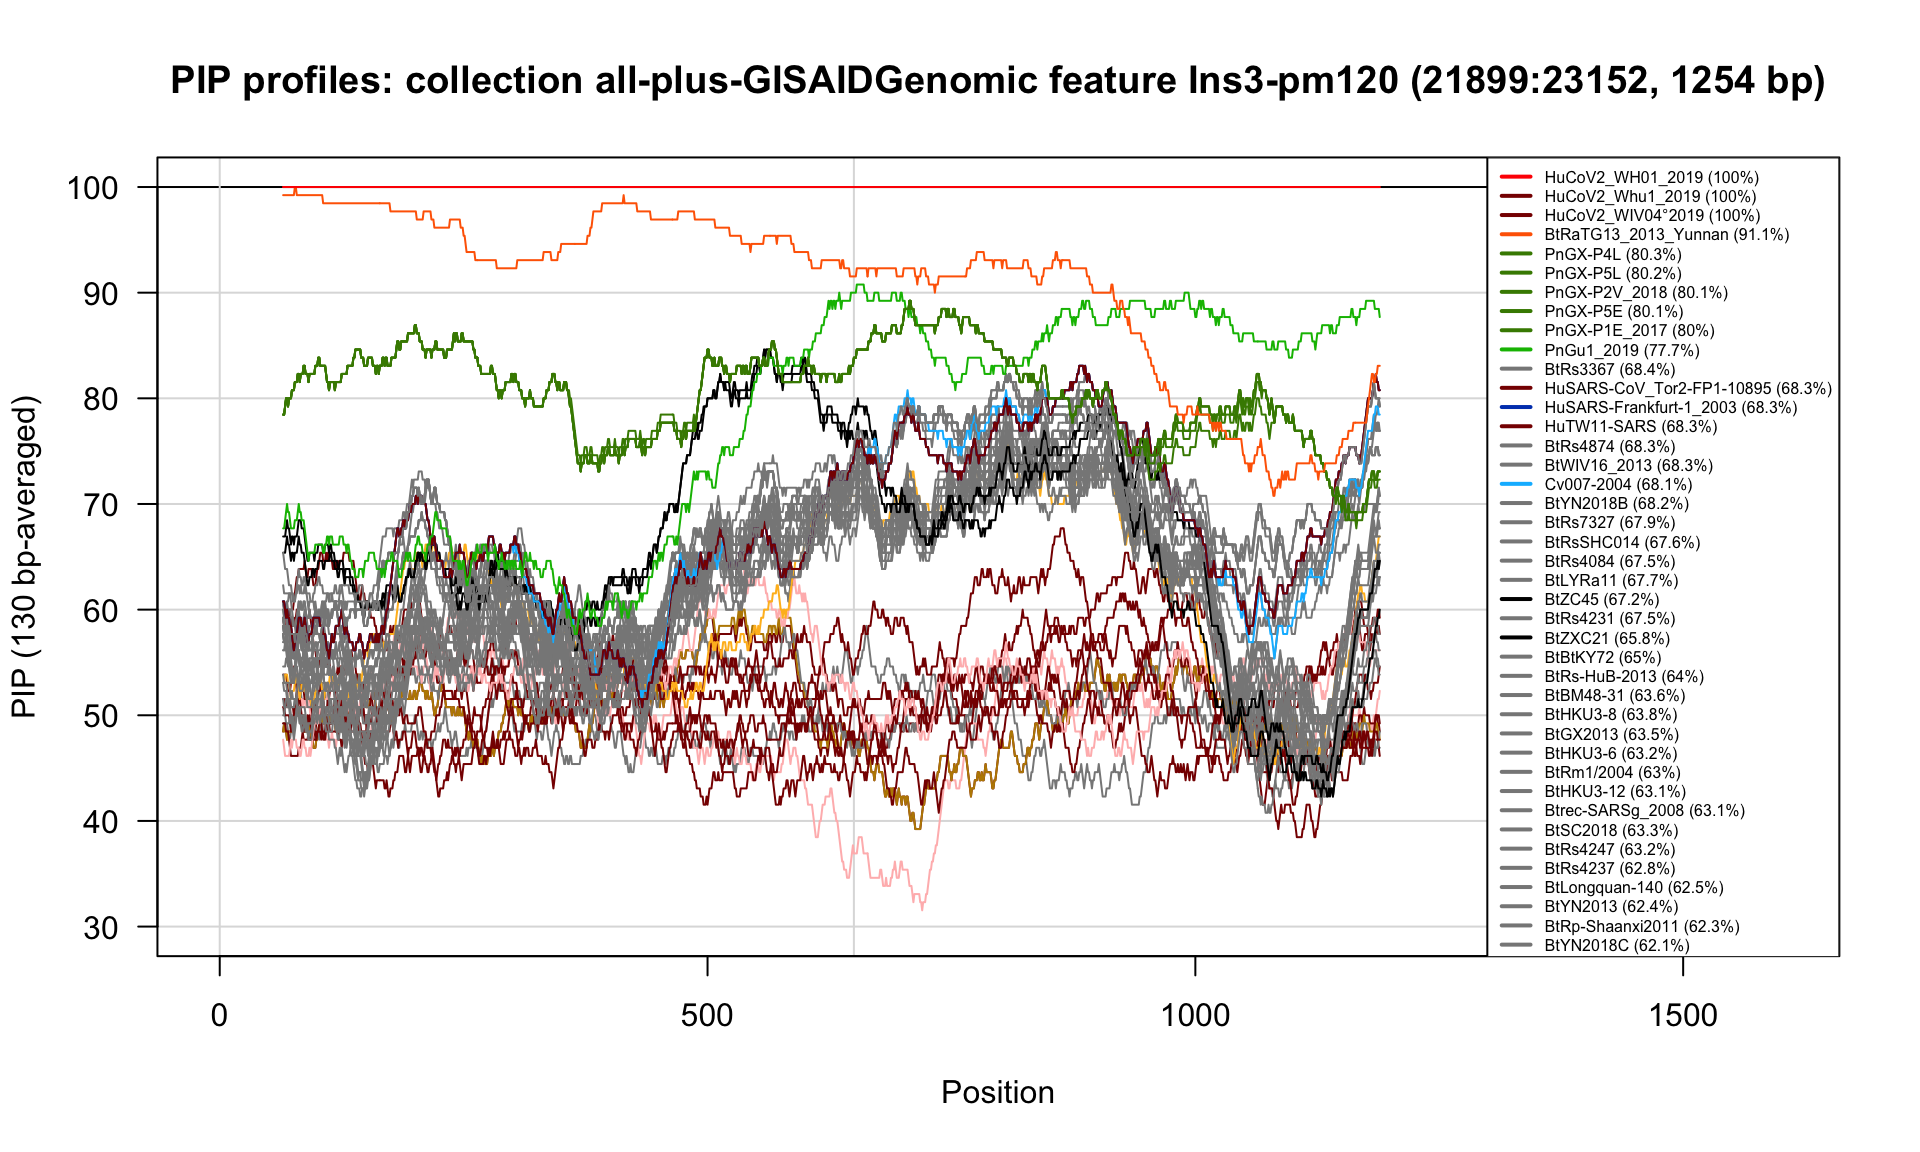 PIP profiles: collection all-plus-GISAIDGenomic feature Ins3-pm120 (21899:23152, 1254 bp)
PIP (130 bp-averaged)
100
90
80
70
60
50
40
30
HuCoV2_WH01_2019 (100%)
HuCoV2_Whu1_2019 (100%)
HuCoV2_WIV04°2019 (100%)
BtRaTG13_2013_Yunnan (91.1%)
PnGX-P4L (80.3%)
PnGX-P5L (80.2%)
PnGX-P2V_2018 (80.1%)
PnGX-P5E (80.1%)
PnGX-P1E_2017 (80%)
PnGu1_2019 (77.7%)
BtRs3367 (68.4%)
HuSARS-CoV_Tor2-FP1-10895 (68.3%)
HuSARS-Frankfurt-1_2003 (68.3%)
HuTW11-SARS (68.3%)
BtRs4874 (68.3%)
BtWIV16_2013 (68.3%)
Cv007-2004 (68.1%)
BtYN2018B (68.2%)
BtRs7327 (67.9%)
BtRsSHC014 (67.6%)
BtRs4084 (67.5%)
BtLYRa11 (67.7%)
BtZC45 (67.2%)
BtRs4231 (67.5%)
BtZXC21 (65.8%)
BtBtKY72 (65%)
BtRs-HuB-2013 (64%)
BtBM48-31 (63.6%)
BtHKU3-8 (63.8%)
BtGX2013 (63.5%)
BtHKU3-6 (63.2%)
BtRm1/2004 (63%)
BtHKU3-12 (63.1%)
Btrec-SARSg_2008 (63.1%)
BtSC2018 (63.3%)
BtRs4247 (63.2%)
BtRs4237 (62.8%)
BtLongquan-140 (62.5%)
BtYN2013 (62.4%)
BtRp-Shaanxi2011 (62.3%)
BtYN2018C (62.1%)
0
500
1000
1500
Position